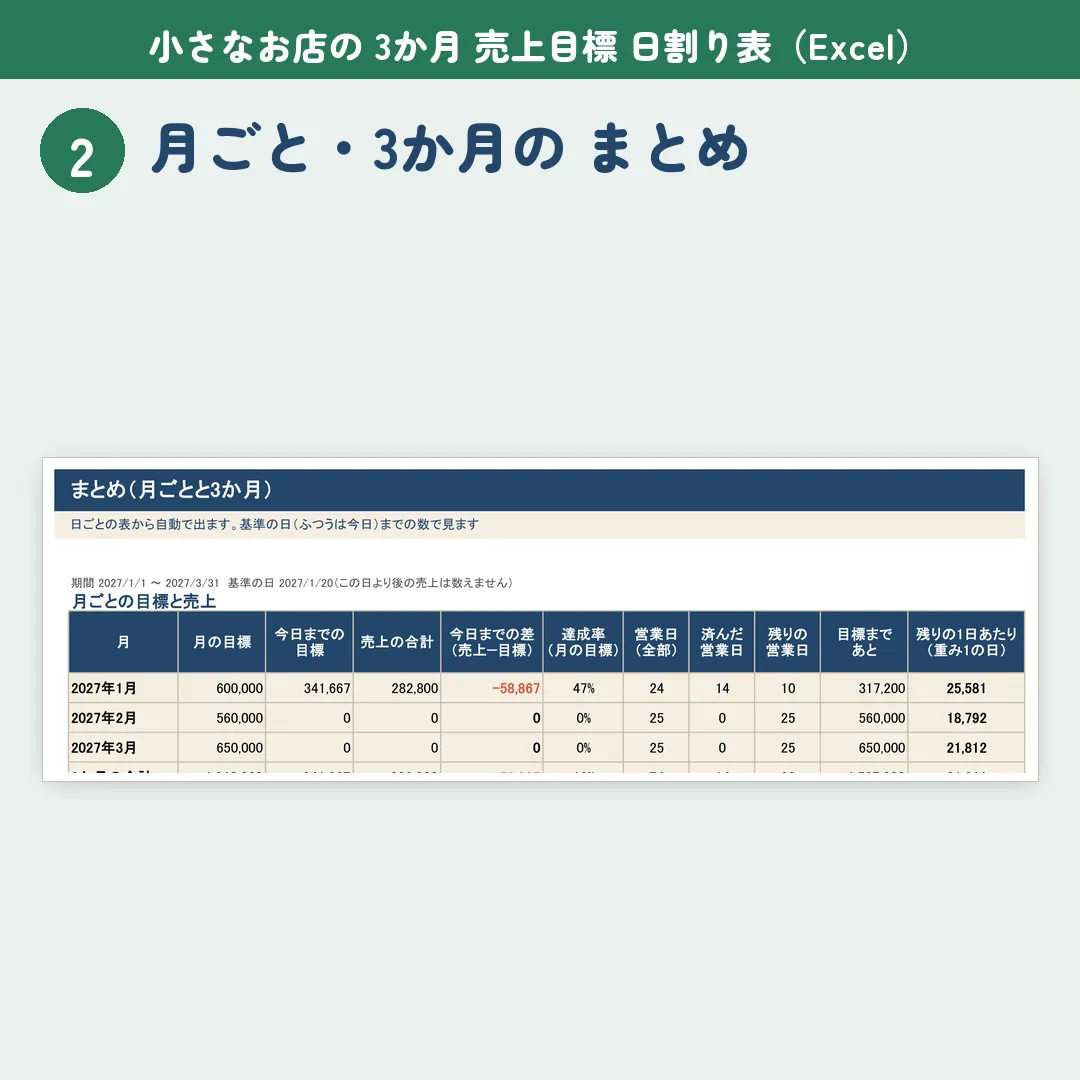 小さなお店の 3か月 売上目標 日割り表（Excel）
2 月ごと・3か月の まとめ
まとめ（月ごとと3か月）
日ごとの表から自動で出ます。基準の日（ふつうは今日）までの数で見ます
期間 2027/1/1 〜 2027/3/31 基準の日 2027/1/20（この日より後の売上は数えません）
月ごとの目標と売上
月 月の目標 今日までの目標 売上の合計 今日までの差（売上−目標） 達成率（月の目標） 営業日（全部） 済んだ営業日 残りの営業日 目標まであと 残りの1日あたり（重み1の日）
2027年1月 600,000 341,667 282,800 −58,867 47% 24 14 10 317,200 25,581
2027年2月 560,000 0 0 0 0% 25 0 25 560,000 18,792
2027年3月 650,000 0 0 0 0% 25 0 25 650,000 21,812